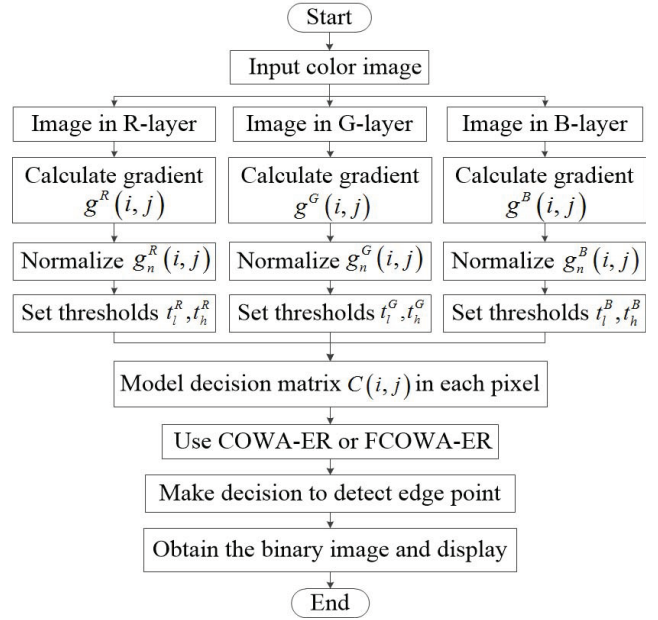 Start
Input color image
Image in R-layer
Image in G-layer
Image in B-layer
Calculate gradient
g^R(i, j)
Calculate gradient
g^G(i, j)
Calculate gradient
g^B(i, j)
Normalize g_n^R(i, j)
Normalize g_n^G(i, j)
Normalize g_n^B(i, j)
Set thresholds t_l^R, t_h^R
Set thresholds t_l^G, t_h^G
Set thresholds t_l^B, t_h^B
Model decision matrix C(i, j) in each pixel
Use COWA-ER or FCOWA-ER
Make decision to detect edge point
Obtain the binary image and display
End